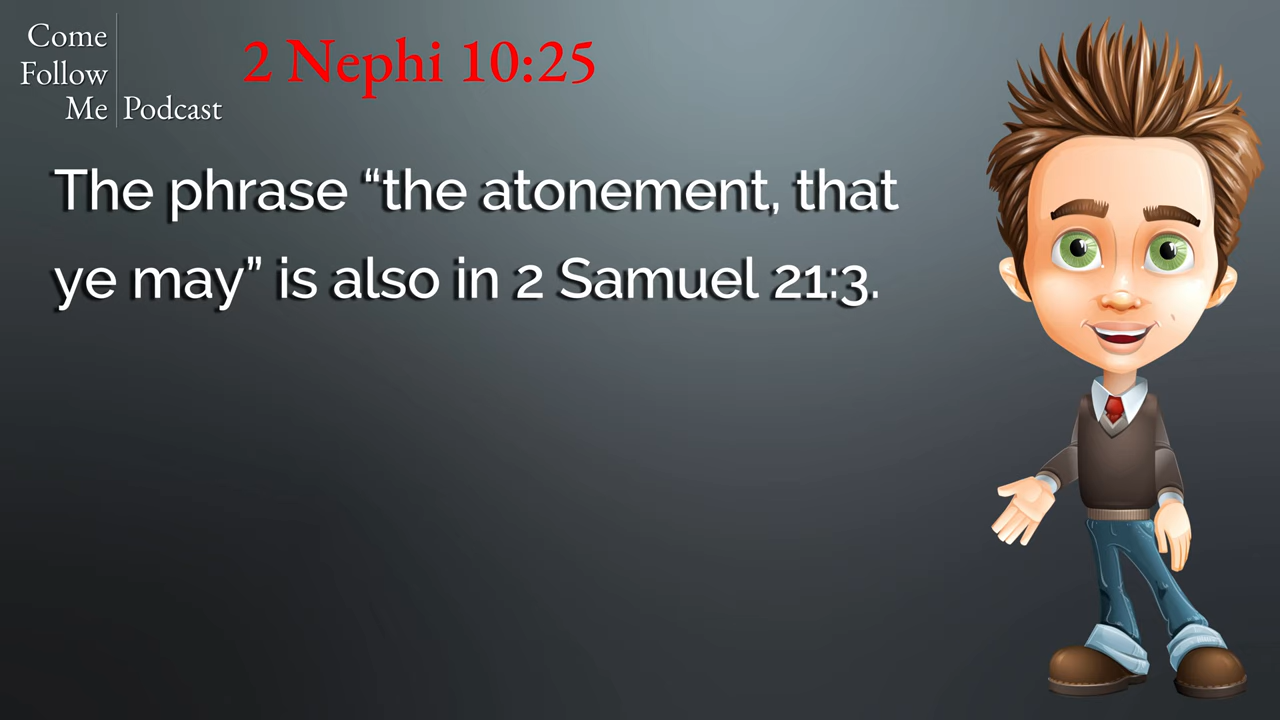 Come
Follow
Me Podcast
2 Nephi 10:25
The phrase “the atonement, that
ye may” is also in 2 Samuel 21:3.